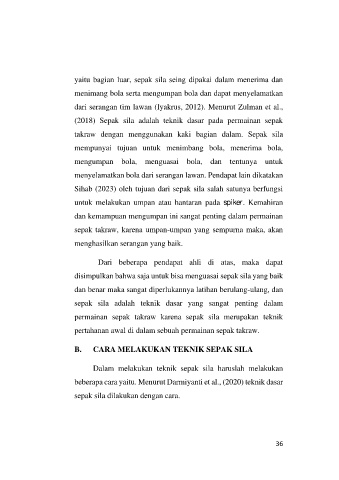 yaitu bagian luar, sepak sila seing dipakai dalam menerima dan
menimang bola serta mengumpan bola dan dapat menyelamatkan
dari serangan tim lawan (Iyakrus, 2012). Menurut Zulman et al.,
(2018) Sepak sila adalah teknik dasar pada permainan sepak
takraw dengan menggunakan kaki bagian dalam. Sepak sila
mempunyai tujuan untuk menimbang bola, menerima bola,
mengumpan bola, menguasai bola, dan tentunya untuk
menyelamatkan bola dari serangan lawan. Pendapat lain dikatakan
Sihab (2023) oleh tujuan dari sepak sila salah satunya berfungsi
untuk melakukan umpan atau hantaran pada spiker. Kemahiran
dan kemampuan mengumpan ini sangat penting dalam permainan
sepak takraw, karena umpan-umpan yang sempurna maka, akan
menghasilkan serangan yang baik.
Dari beberapa pendapat ahli di atas, maka dapat
disimpulkan bahwa saja untuk bisa menguasai sepak sila yang baik
dan benar maka sangat diperlukannya latihan berulang-ulang, dan
sepak sila adalah teknik dasar yang sangat penting dalam
permainan sepak takraw karena sepak sila merupakan teknik
pertahanan awal di dalam sebuah permainan sepak takraw.
B. CARA MELAKUKAN TEKNIK SEPAK SILA
Dalam melakukan teknik sepak sila haruslah melakukan
beberapa cara yaitu. Menurut Darmiyanti et al., (2020) teknik dasar
sepak sila dilakukan dengan cara.
36